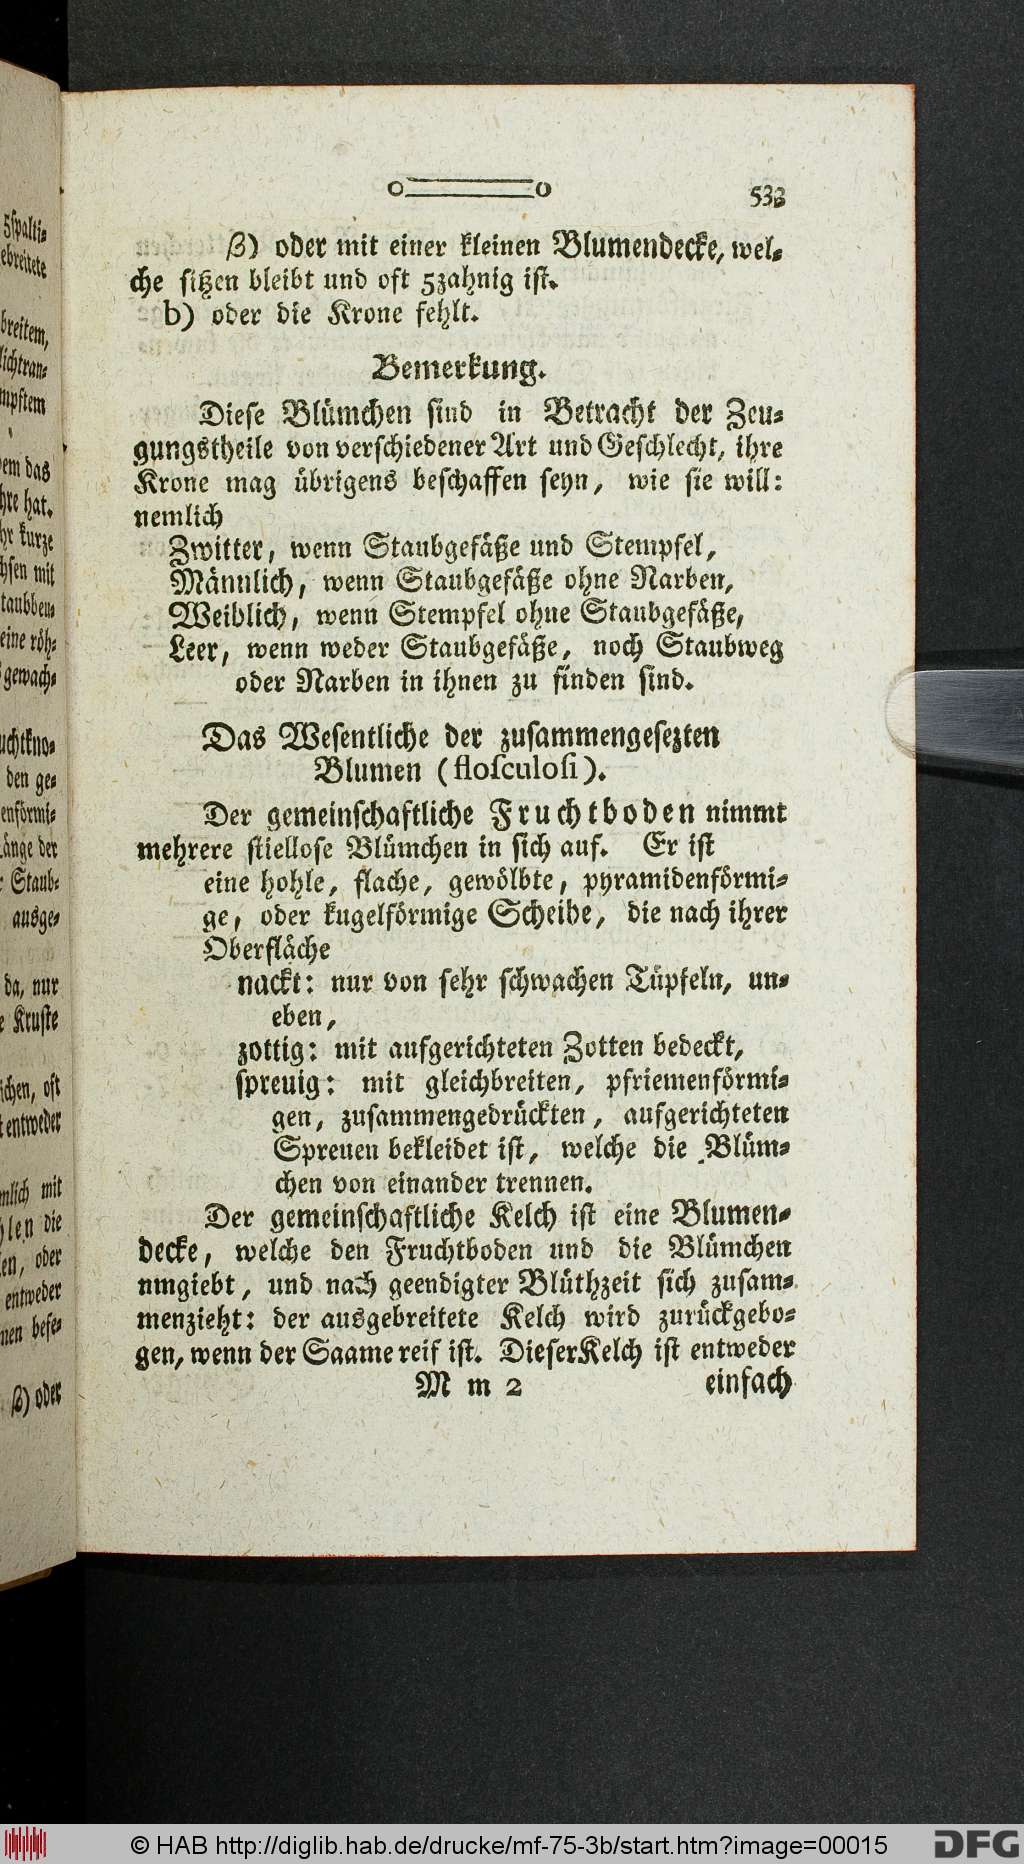 533
β) oder mit einer kleinen Blumendecke, wel-
che sitzen bleibt und oft 5zahnig ist.
b) oder die Krone fehlt.
Bemerkung.
Diese Blümchen sind in Betracht der Zeu-
gungstheile von verschiedener Art und Geschlecht, ihre
Krone mag übrigens beschaffen seyn, wie sie will:
nemlich
Zwitter, wenn Staubgefäße und Stempfel,
Männlich, wenn Staubgefäße ohne Narben,
Weiblich, wenn Stempfel ohne Staubgefäße,
Leer, wenn weder Staubgefäße, noch Staubweg
oder Narben in ihnen zu finden sind.
Das Wesentliche der zusammengesezten
Blumen (flosculosi).
Der gemeinschaftliche Fruchtboden nimmt
mehrere stiellose Blümchen in sich auf. Er ist
eine hohle, flache, gewölbte, pyramidenförmi-
ge, oder kugelförmige Scheibe, die nach ihrer
Oberfläche
nackt: nur von sehr schwachen Tüpfeln, un-
eben,
zottig: mit aufgerichteten Zotten bedeckt,
spreuig: mit gleichbreiten, pfriemenförmi-
gen, zusammengedrückten, aufgerichteten
Spreuen bekleidet ist, welche die Blüm-
chen von einander trennen.
Der gemeinschaftliche Kelch ist eine Blumen-
decke, welche den Fruchtboden und die Blümchen
umgiebt, und nach geendigter Blüthzeit sich zusam-
menzieht: der ausgebreitete Kelch wird zurückgebo-
gen, wenn der Saame reif ist. Dieser Kelch ist entweder
M m 2 einfach
© HAB http://diglib.hab.de/drucke/mf-75-3b/start.htm?image=00015
DFG